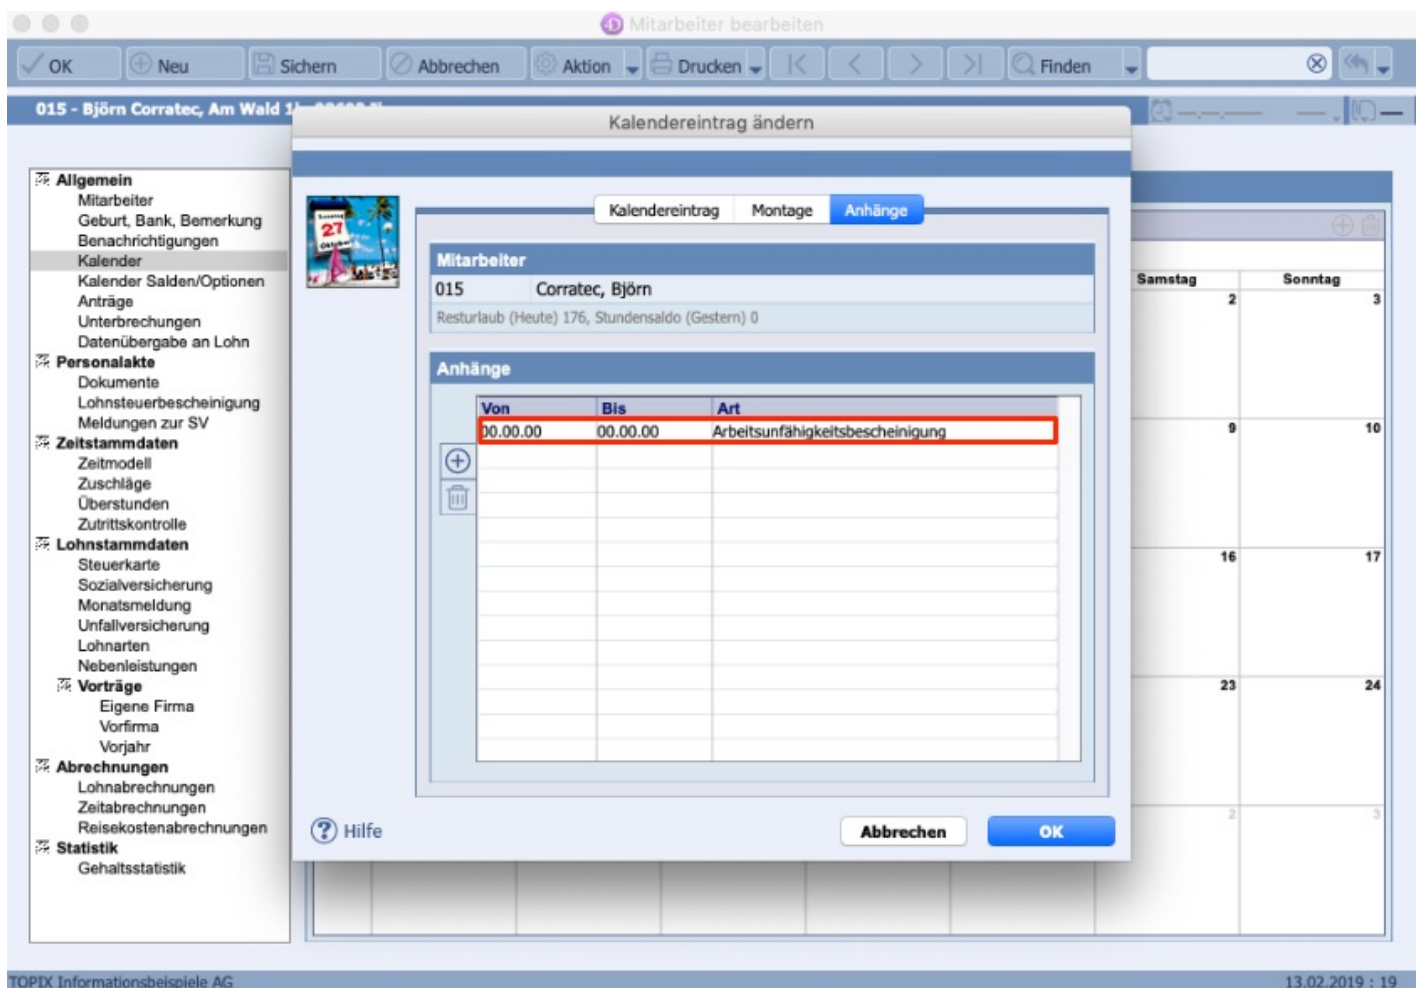 Mitarbeiter bearbeiten
OK Neu Sichern Abbrechen Aktion Drucken Finden
015 - Björn Corratec, Am Wald
Kalendereintrag ändern
Allgemein
Mitarbeiter
Geburt, Bank, Bemerkung
Benachrichtigungen
Kalender
Kalender Salden/Optionen
Anträge
Unterbrechungen
Datenübergabe an Lohn
Personalakte
Dokumente
Lohnsteuerbescheinigung
Meldungen zur SV
Zeitstammdaten
Zeitmodell
Zuschläge
Überstunden
Zutrittskontrolle
Lohnstammdaten
Steuerkarte
Sozialversicherung
Monatsmeldung
Unfallversicherung
Lohnarten
Nebenleistungen
Vorträge
Eigene Firma
Vorfirma
Vorjahr
Abrechnungen
Lohnabrechnungen
Zeitabrechnungen
Reisekostenabrechnungen
Statistik
Gehaltsstatistik
27
Kalendereintrag Montage Anhänge
Mitarbeiter
015 Corratec, Björn
Resturlaub (Heute) 176, Stundensaldo (Gestern) 0
Anhänge
Von Bis Art
00.00.00 00.00.00 Arbeitsunfähigkeitsbescheinigung
Hilfe
Abbrechen OK
Samstag Sonntag
2 3
9 10
16 17
23 24
2 3
TOPIX Informationsbeispiele AG
13.02.2019 : 19